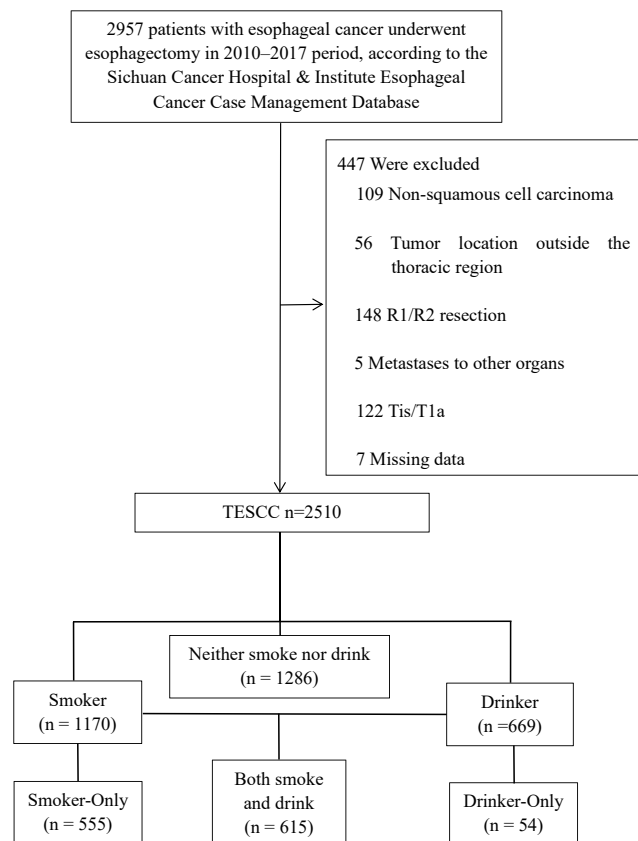 2957 patients with esophageal cancer underwent
esophagectomy in 2010–2017 period, according to the
Sichuan Cancer Hospital & Institute Esophageal
Cancer Case Management Database
447 Were excluded
109 Non-squamous cell carcinoma
56 Tumor location outside the
thoracic region
148 R1/R2 resection
5 Metastases to other organs
122 Tis/T1a
7 Missing data
TESCC n=2510
Neither smoke nor drink
(n = 1286)
Smoker
(n = 1170)
Drinker
(n =669)
Smoker-Only
(n = 555)
Both smoke
and drink
(n = 615)
Drinker-Only
(n = 54)